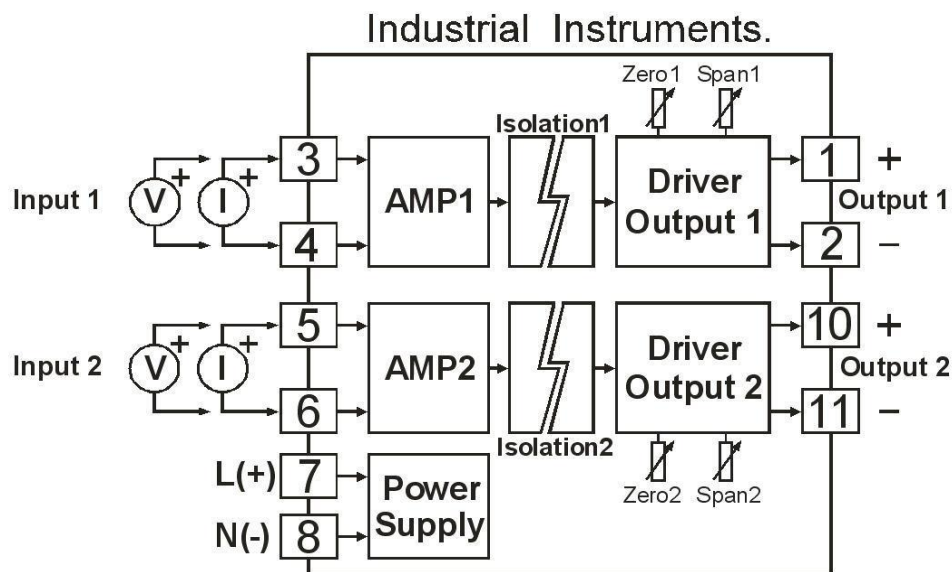 Industrial Instruments.
Zero1 Span1
Isolation1
Input 1
V + I +
3
4
AMP1
Driver
Output 1
1 +
Output 1
2 −
Input 2
V + I +
5
6
AMP2
Driver
Output 2
10 +
Output 2
11 −
Isolation2
Zero2 Span2
L(+) 7
N(-) 8
Power
Supply